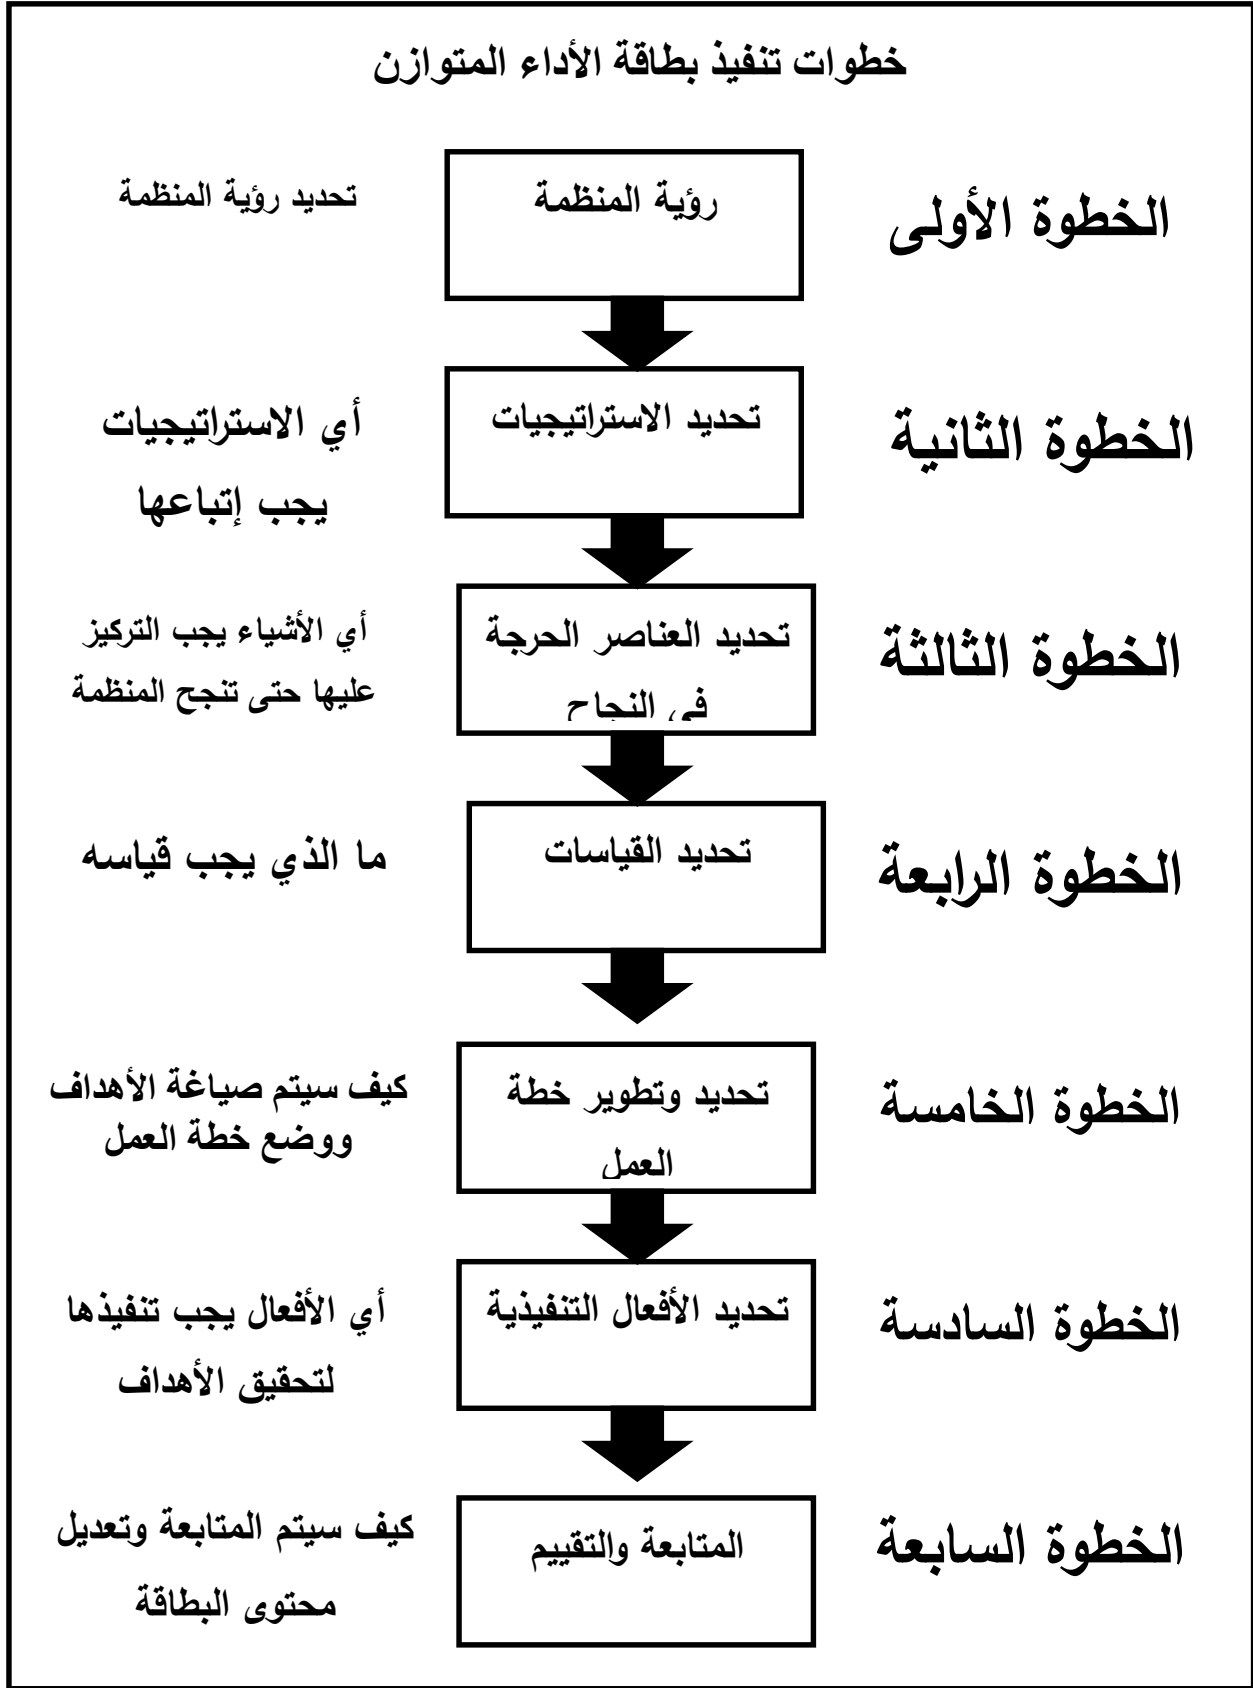 خطوات تنفيذ بطاقة الأداء المتوازن
الخطوة الأولى
رؤية المنظمة
تحديد رؤية المنظمة
الخطوة الثانية
تحديد الاستراتيجيات
أي الاستراتيجيات
يجب إتباعها
الخطوة الثالثة
تحديد العناصر الحرجة
في النجاح
أي الأشياء يجب التركيز
عليها حتى تنجح المنظمة
الخطوة الرابعة
تحديد القياسات
ما الذي يجب قياسه
الخطوة الخامسة
تحديد وتطوير خطة
العمل
كيف سيتم صياغة الأهداف
ووضع خطة العمل
الخطوة السادسة
تحديد الأفعال التنفيذية
أي الأفعال يجب تنفيذها
لتحقيق الأهداف
الخطوة السابعة
المتابعة والتقييم
كيف سيتم المتابعة وتعديل
محتوى البطاقة